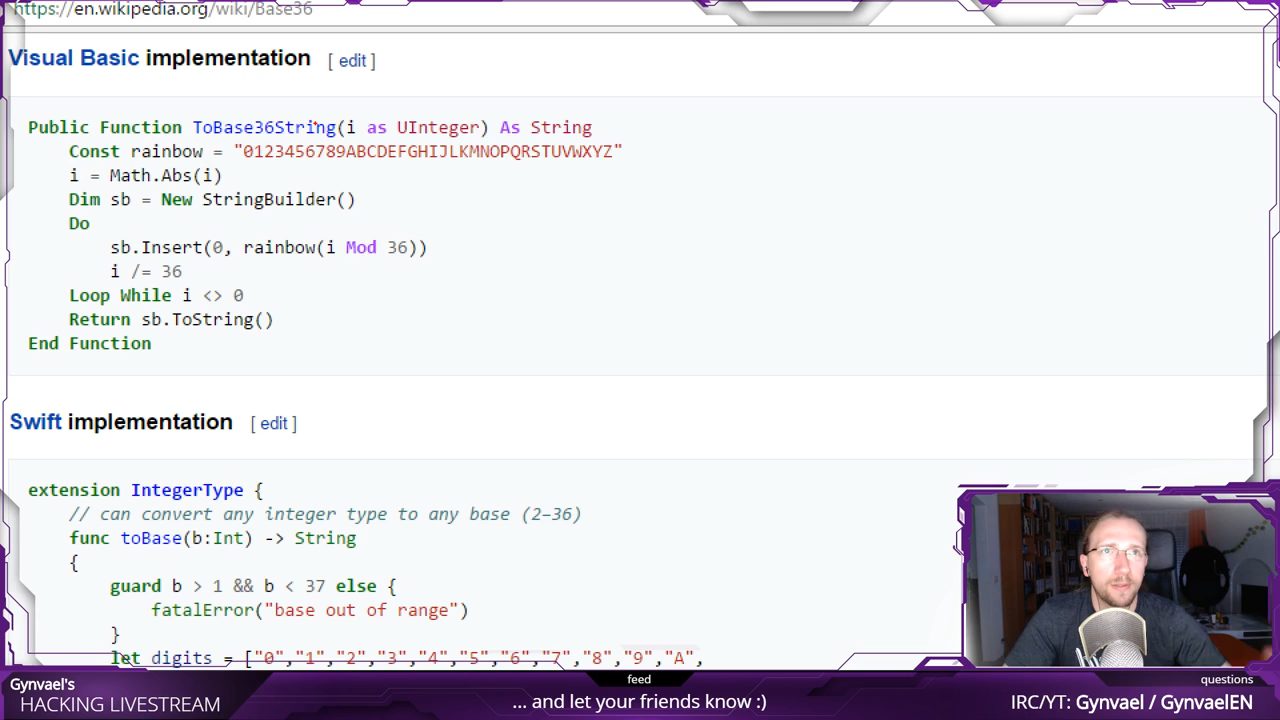 https://en.wikipedia.org/wiki/Base36
Visual Basic implementation [ edit ]
Public Function ToBase36String(i as UInteger) As String
Const rainbow = "0123456789ABCDEFGHIJLKMNOPQRSTUVWXYZ"
i = Math.Abs(i)
Dim sb = New StringBuilder()
Do
sb.Insert(0, rainbow(i Mod 36))
i /= 36
Loop While i <> 0
Return sb.ToString()
End Function
Swift implementation [ edit ]
extension IntegerType {
// can convert any integer type to any base (2—36)
func toBase(b:Int) -> String
{
guard b > 1 && b < 37 else {
fatalError("base out of range")
}
let digits = ["0","1","2","3","4","5","6","7","8","9","A",
Gynvael's
HACKING LIVESTREAM
feed
... and let your friends know :)
questions
IRC/YT: Gynvael / GynvaelEN